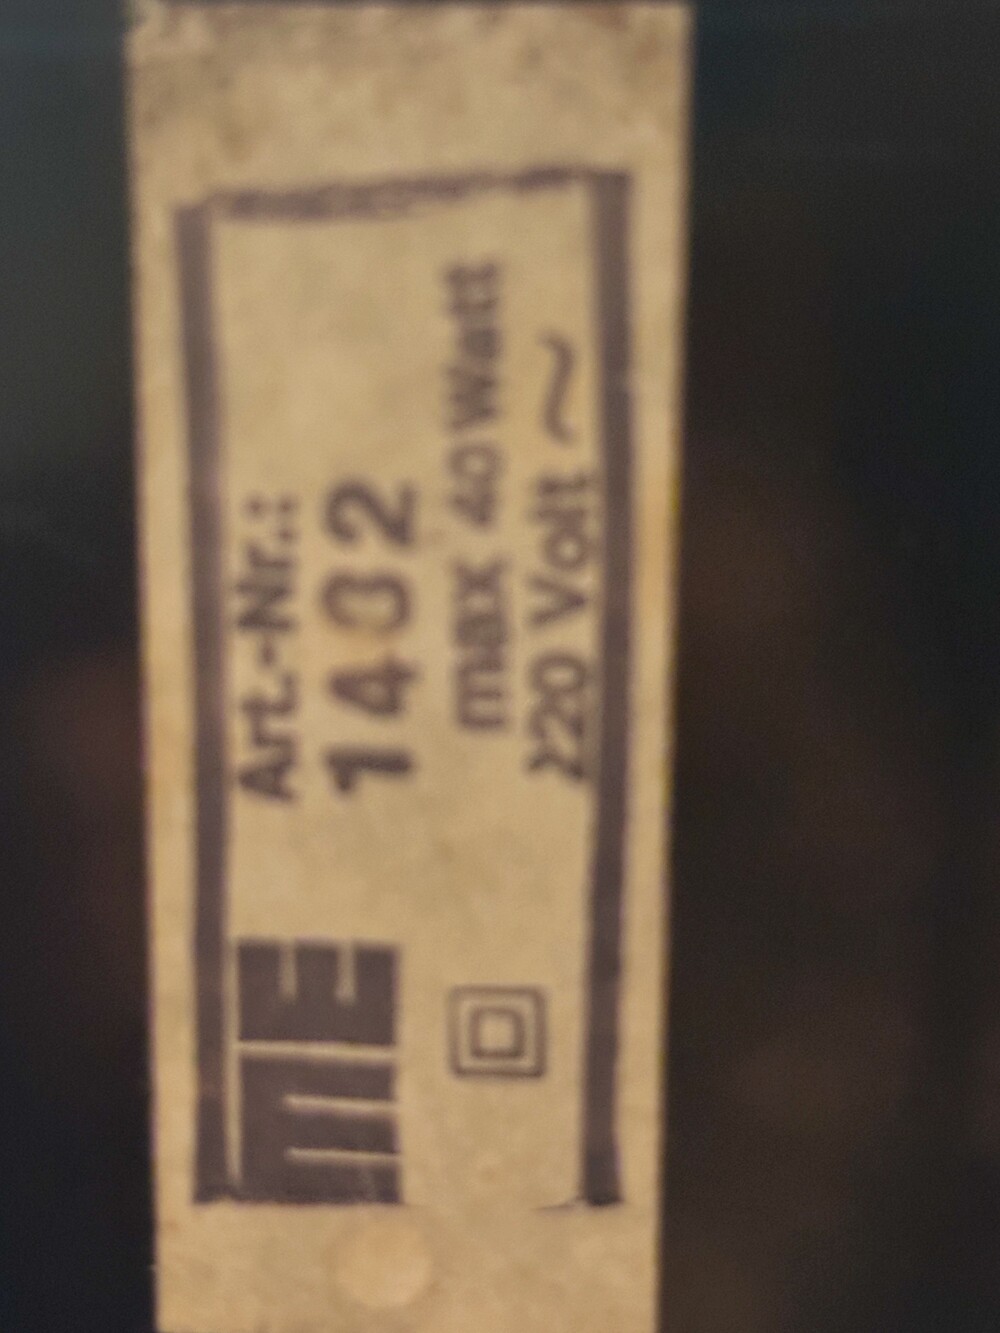 ME
Art.-Nr.:
1402
max 40 Watt
220 Volt ~